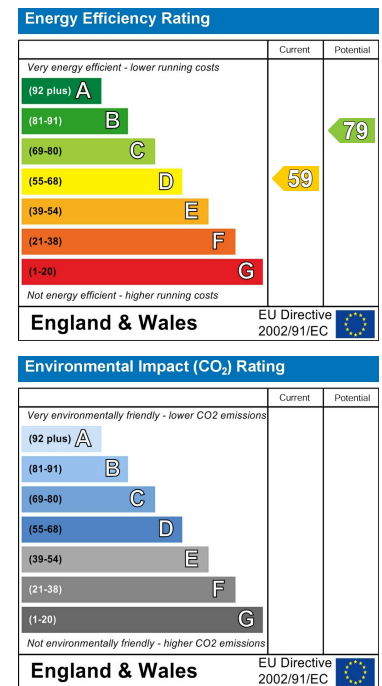 Energy Efficiency Rating
Current Potential
Very energy efficient - lower running costs
(92 plus) A
(81-91) B
79
(69-80) C
(55-68) D
59
(39-54) E
(21-38) F
(1-20) G
Not energy efficient - higher running costs
England & Wales
EU Directive
2002/91/EC
Environmental Impact (CO₂) Rating
Current Potential
Very environmentally friendly - lower CO2 emissions
(92 plus) A
(81-91) B
(69-80) C
(55-68) D
(39-54) E
(21-38) F
(1-20) G
Not environmentally friendly - higher CO2 emissions
England & Wales
EU Directive
2002/91/EC